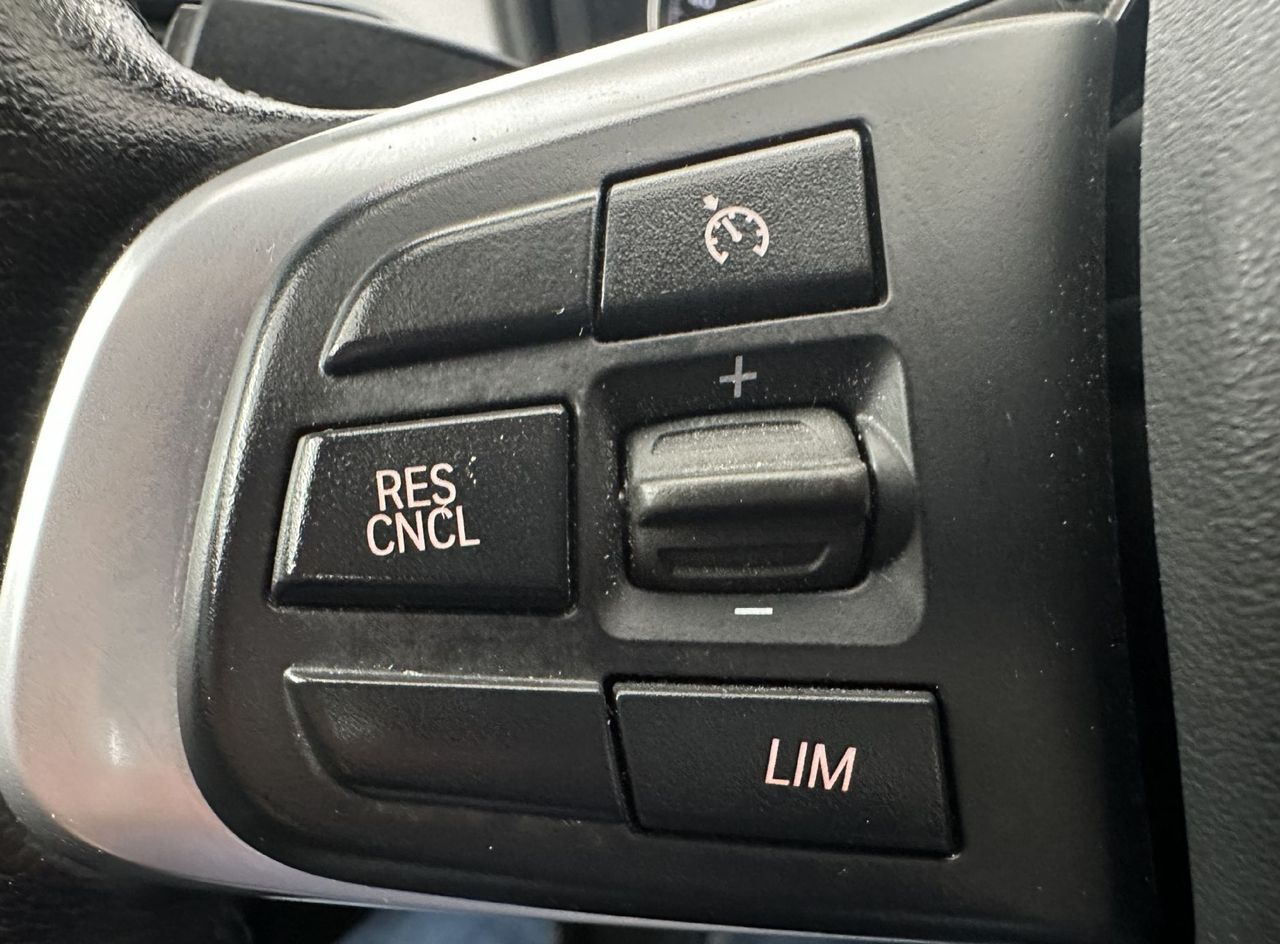 +
RES
CNCL
−
LIM